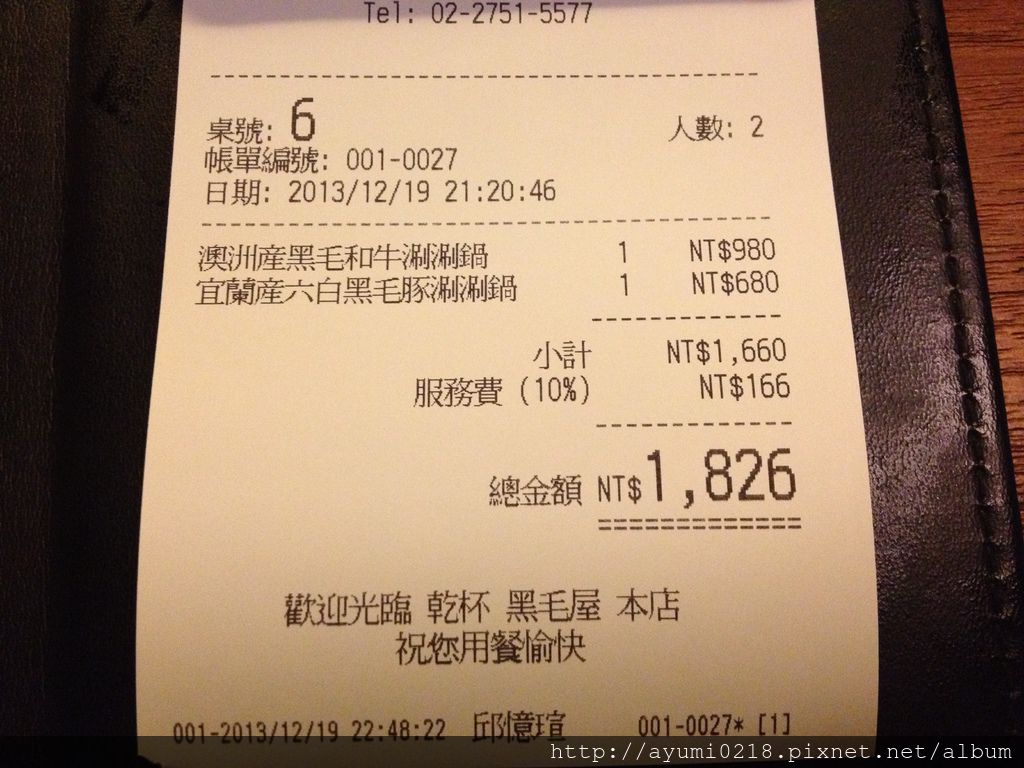 Tel: 02-2751-5577
桌號: 6 人數: 2
帳單編號: 001-0027
日期: 2013/12/19 21:20:46
澳洲産黑毛和牛涮涮鍋 1 NT$980
宜蘭産六白黑毛豚涮涮鍋 1 NT$680
小計 NT$1,660
服務費 (10%) NT$166
總金額 NT$1,826
歡迎光臨 乾杯 黑毛屋 本店
祝您用餐愉快
001-2013/12/19 22:48:22 邱憶瑄 001-0027* [1]
http://ayumi0218.pixnet.net/album